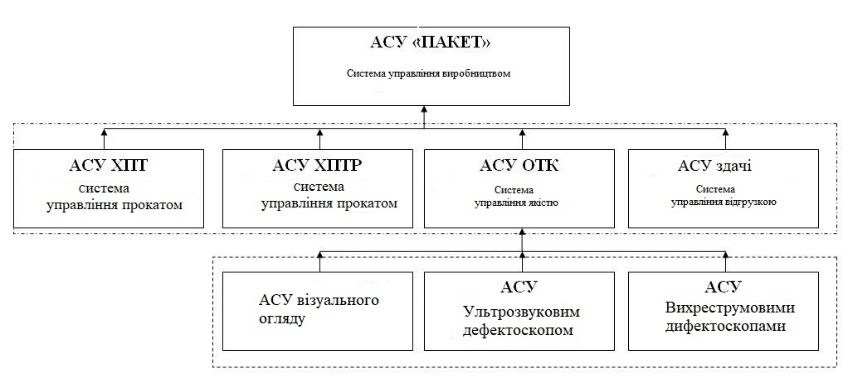 АСУ «ПАКЕТ»
Система управління виробництвом
АСУ ХПТ
Система
управління прокатом
АСУ ХПТР
Система
управління прокатом
АСУ ОТК
Система
управління якістю
АСУ здачі
Система
управління відгрузкою
АСУ візуального
огляду
АСУ
Ультрозвуковим
дефектоскопом
АСУ
Вихреструмовими
дифектоскопами